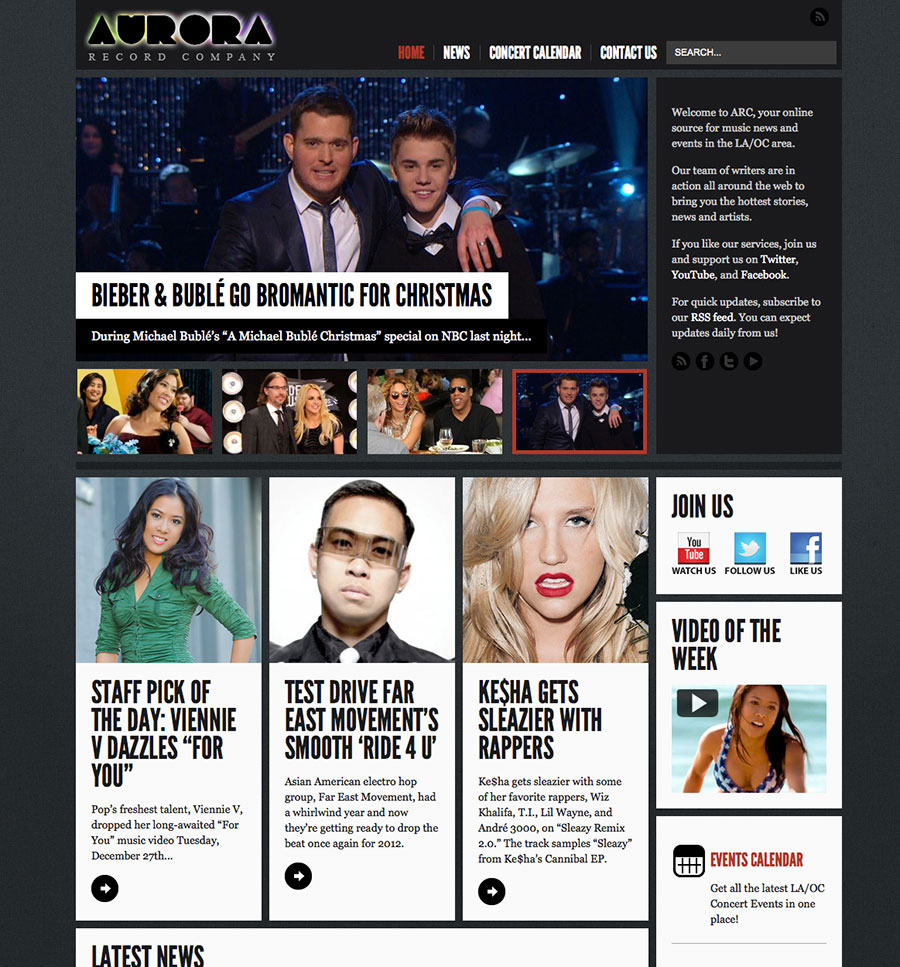 AURORA
RECORD COMPANY
HOME
NEWS
CONCERT CALENDAR
CONTACT US
SEARCH...
BIEBER & BUBLÉ GO BROMANTIC FOR CHRISTMAS
During Michael Bublé's “A Michael Bublé Christmas” special on NBC last night...
Welcome to ARC, your online
source for music news and
events in the LA/OC area.
Our team of writers are in
action all around the web to
bring you the hottest stories,
news and artists.
If you like our services, join us
and support us on Twitter,
YouTube, and Facebook.
For quick updates, subscribe to
our RSS feed. You can expect
updates daily from us!
STAFF PICK OF
THE DAY: VIENNIE
V DAZZLES “FOR
YOU”
Pop's freshest talent, Viennie V,
dropped her long-awaited “For
You” music video Tuesday,
December 27th...
TEST DRIVE FAR
EAST MOVEMENT'S
SMOOTH ‘RIDE 4 U’
Asian American electro hop
group, Far East Movement, had
a whirlwind year and now
they're getting ready to drop the
beat once again for 2012.
KE$HA GETS
SLEAZIER WITH
RAPPERS
Ke$ha gets sleazier with some
of her favorite rappers, Wiz
Khalifa, T.I., Lil Wayne, and
André 3000, on “Sleazy Remix
2.0.” The track samples “Sleazy”
from Ke$ha's Cannibal EP.
JOIN US
You
Tube
WATCH US
FOLLOW US
LIKE US
VIDEO OF THE
WEEK
EVENTS CALENDAR
Get all the latest LA/OC
Concert Events in one
place!
LATEST NEWS